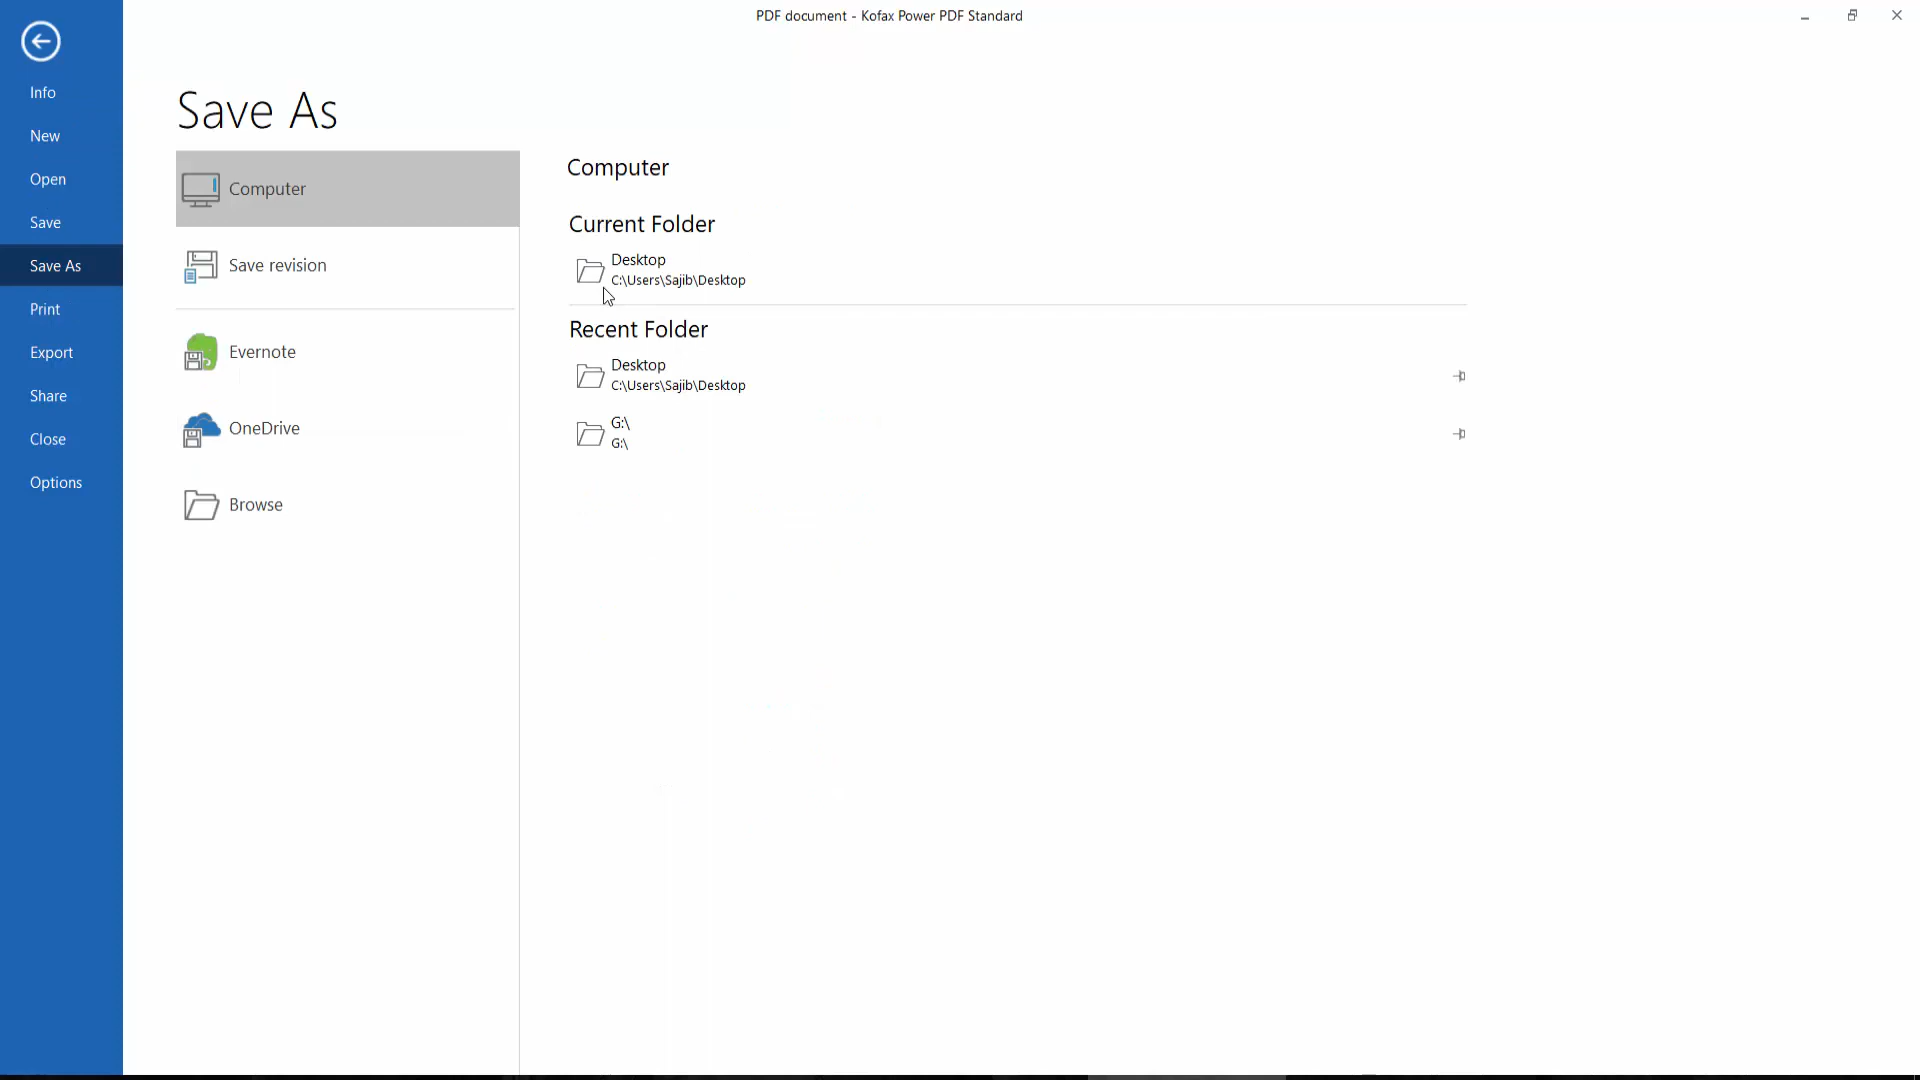 PDF document - Kofax Power PDF Standard
Info
New
Open
Save
Save As
Print
Export
Share
Close
Options
Save As
Computer
Save revision
Evernote
OneDrive
Browse
Computer
Current Folder
Desktop
C:\Users\Sajib\Desktop
Recent Folder
Desktop
C:\Users\Sajib\Desktop
G:\
G:\